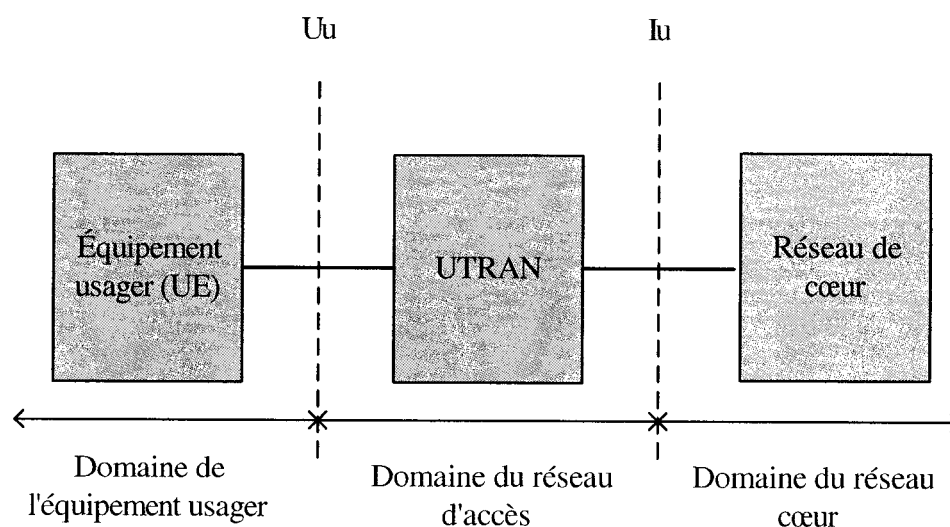 Uu
Iu
Équipement
usager (UE)
UTRAN
Réseau de
cœur
Domaine de
l'équipement usager
Domaine du réseau
d'accès
Domaine du réseau
cœur